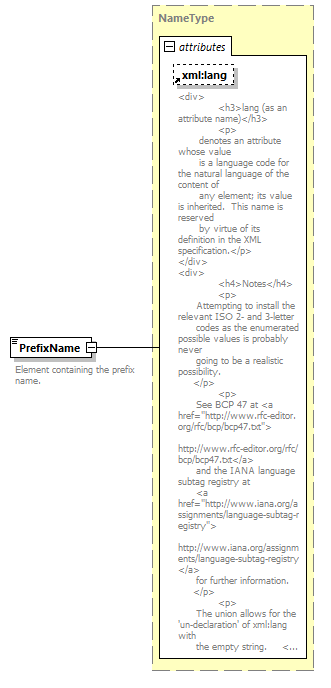 NameType
attributes
xml:lang
<div>
<h3>lang (as an
attribute name)</h3>
<p>
denotes an attribute
whose value
is a language code for
the natural language of the
content of
any element; its value
is inherited.  This name is
reserved
by virtue of its
definition in the XML
specification.</p>
</div>
<div>
<h4>Notes</h4>
<p>
Attempting to install the
relevant ISO 2- and 3-letter
codes as the enumerated
possible values is probably
never
going to be a realistic
possibility.
</p>
<p>
See BCP 47 at <a
href="http://www.rfc-editor.
org/rfc/bcp/bcp47.txt">
http://www.rfc-editor.org/rfc/
bcp/bcp47.txt</a>
and the IANA language
subtag registry at
<a
href="http://www.iana.org/a
ssignments/language-subtag-r
egistry">
http://www.iana.org/assignm
ents/language-subtag-registry
</a>
for further information.
</p>
<p>
The union allows for the
'un-declaration' of xml:lang
with
the empty string.     <...
PrefixName
Element containing the prefix
name.